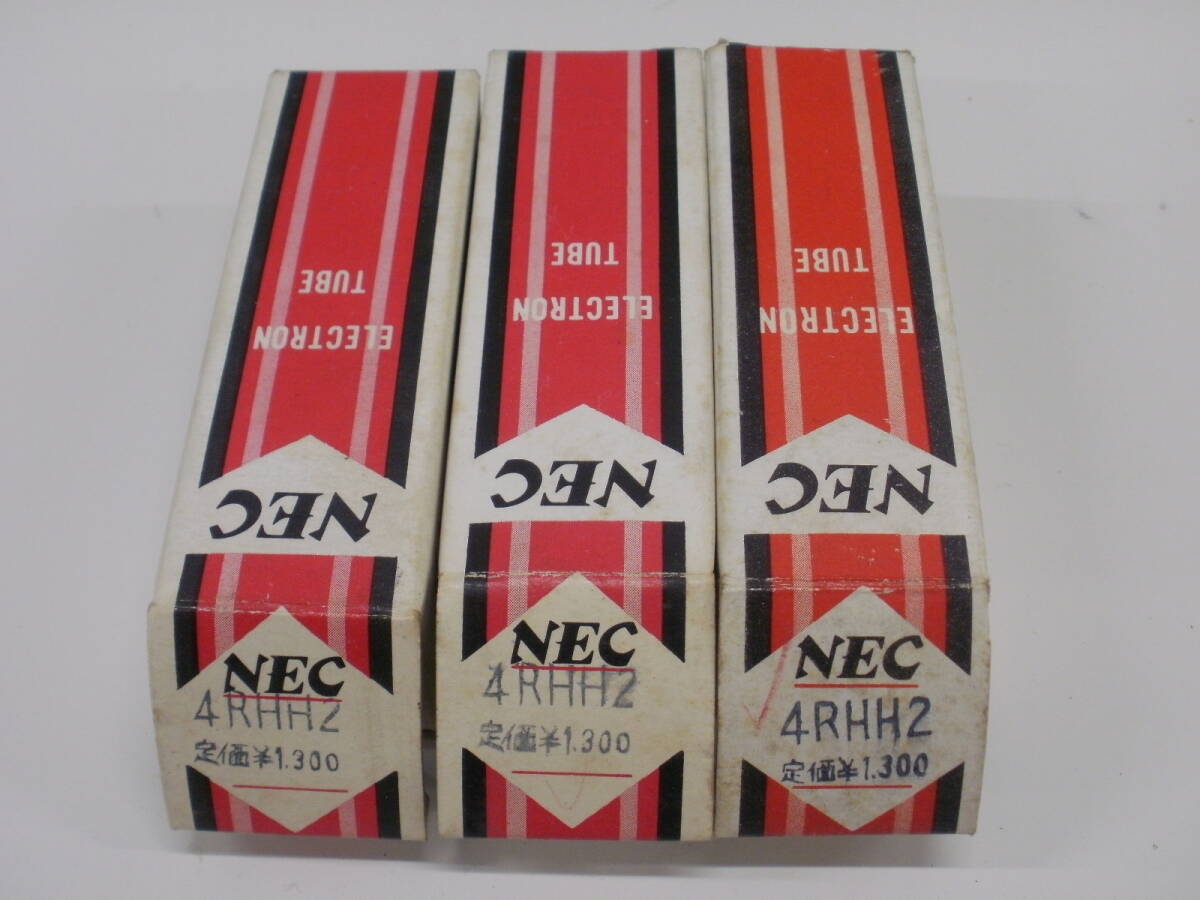 ELECTRON
TUBE
NEC
NEC
4RHH2
定価¥1.300
ELECTRON
TUBE
NEC
NEC
4RHH2
定価¥1.300
ELECTRON
TUBE
NEC
NEC
4RHH2
定価¥1.300